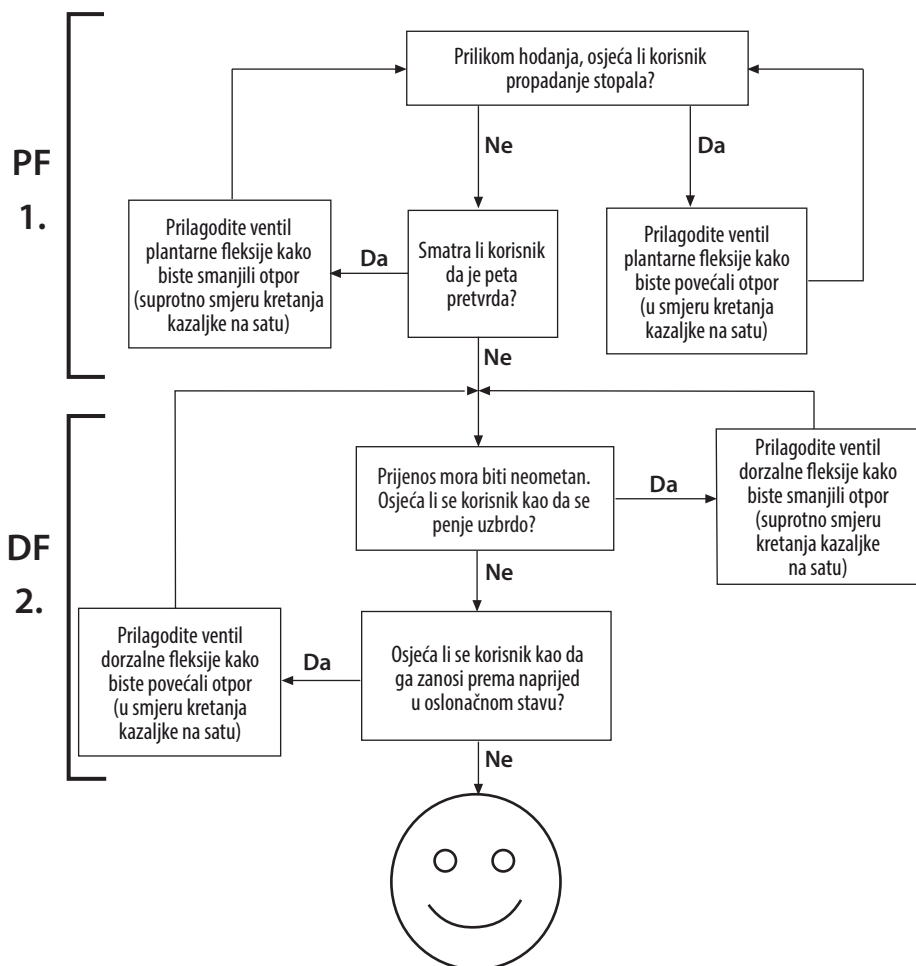 Prilikom hodanja, osjeća li korisnik
propadanje stopala?
Ne
Da
PF
1.
Prilagodite ventil
plantarne fleksije kako
biste smanjili otpor
(suprotno smjeru kretanja
kazaljke na satu)
Da
Smatra li korisnik
da je peta
pretvrda?
Prilagodite ventil
plantarne fleksije kako
biste povećali otpor
(u smjeru kretanja
kazaljke na satu)
Ne
DF
2.
Prijenos mora biti neometan.
Osjeća li se korisnik kao da se
penje uzbrdo?
Da
Prilagodite ventil
dorzalne fleksije kako
biste smanjili otpor
(suprotno smjeru
kretanja kazaljke
na satu)
Ne
Prilagodite ventil
dorzalne fleksije kako
biste povećali otpor
(u smjeru kretanja
kazaljke na satu)
Da
Osjeća li se korisnik kao da
ga zanosi prema naprijed
u oslonačnom stavu?
Ne